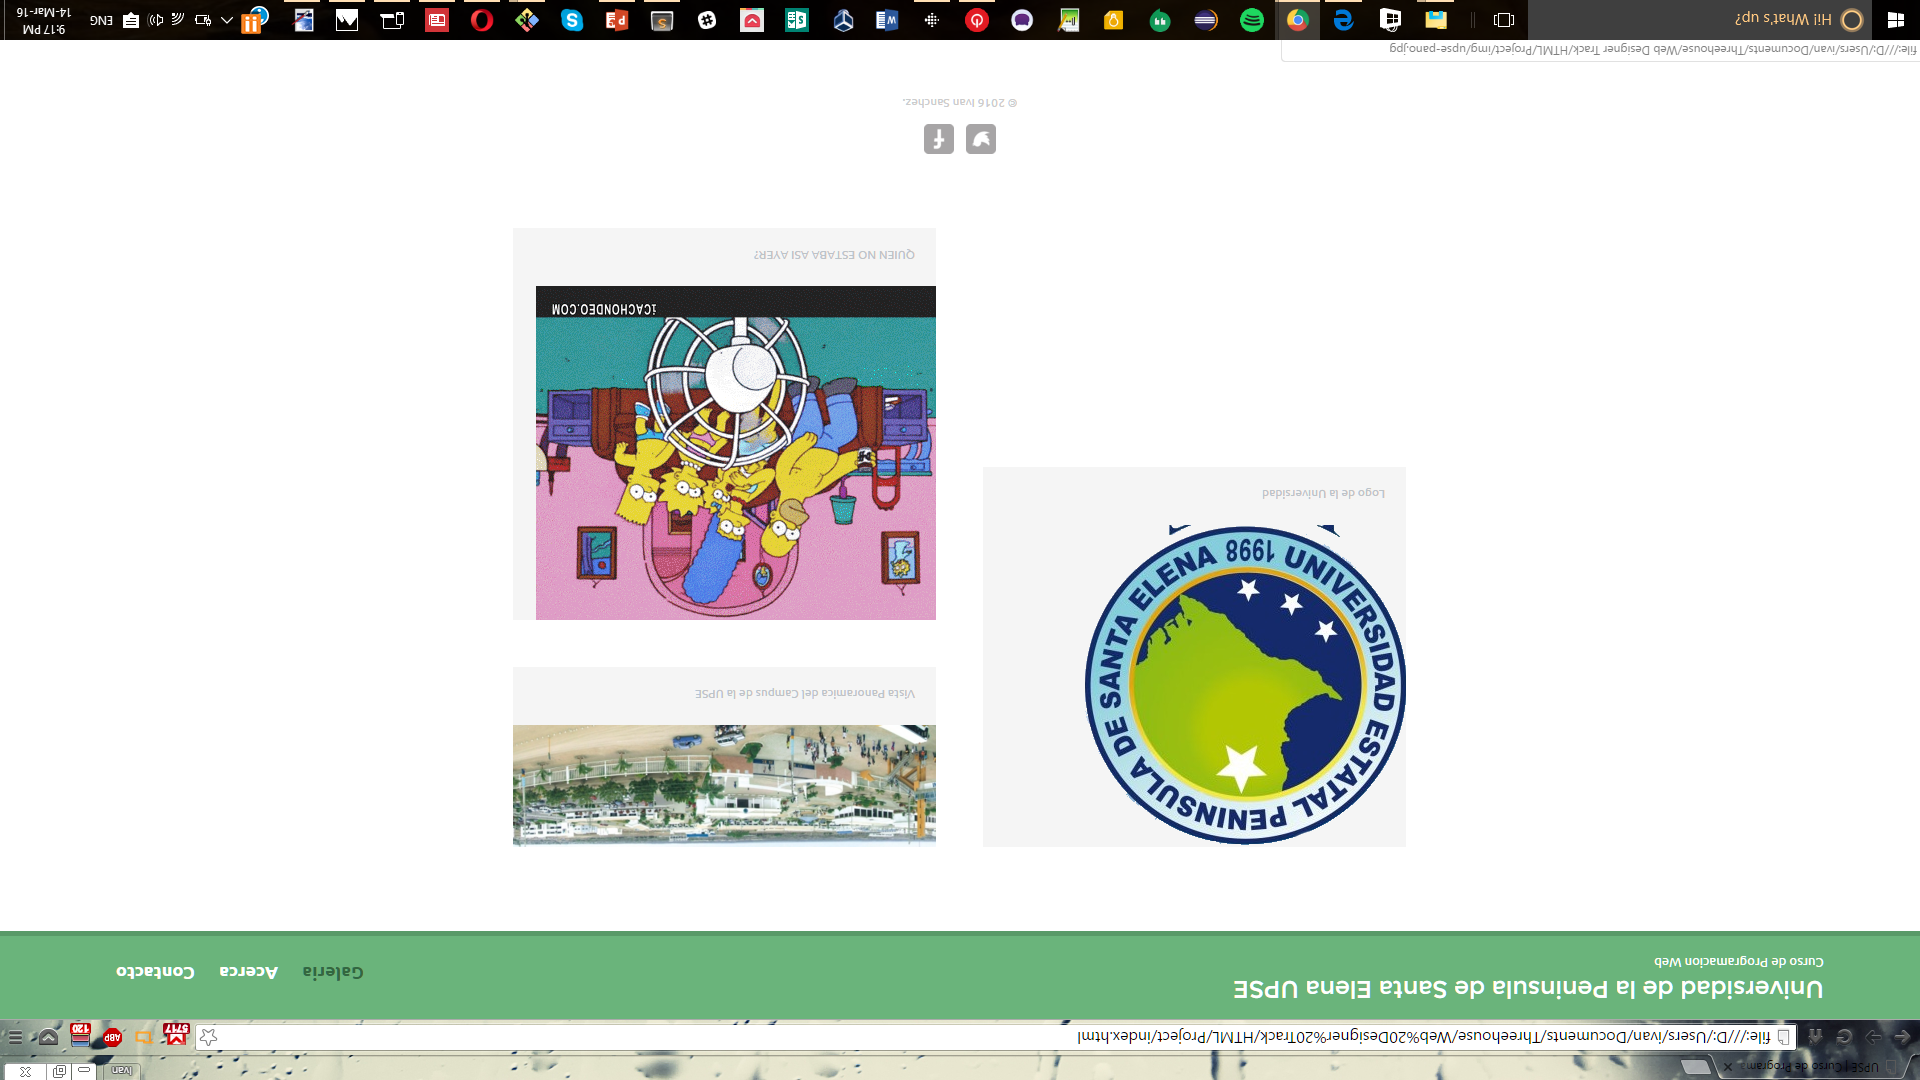 UPSE | Curso de Programa
Ivan
file:///D:/Users/ivan/Documents/Threehouse/Web%20Designer%20Track/HTML/Project/index.html
5717
ABP
120
Universidad de la Peninsula de Santa Elena UPSE
Curso de Programacion Web
Galeria
Acerca
Contacto
UNIVERSIDAD ESTATAL PENINSULA DE SANTA ELENA
1998
Logo de la Universidad
Vista Panoramica del Campus de la UPSE
iCACHONDEO.COM
QUIEN NO ESTABA ASI AYER?
© 2016 Ivan Sanchez.
file:///D:/Users/ivan/Documents/Threehouse/Web Designer Track/HTML/Project/img/upse-pano.jpg
Hi! What's up?
ENG
9:17 PM
14-Mar-16